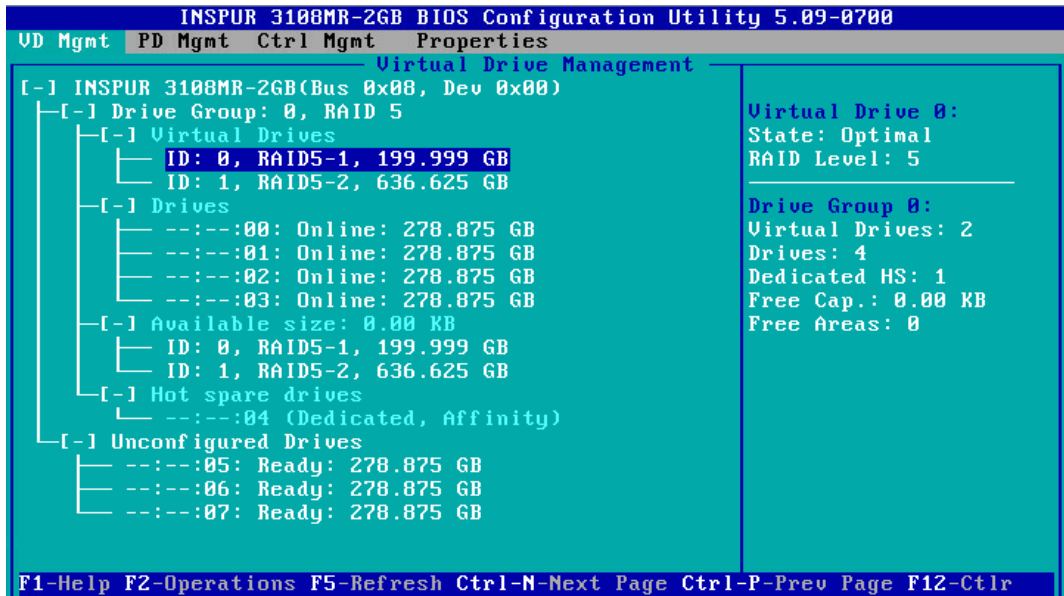 INSPUR 3108MR-2GB BIOS Configuration Utility 5.09-0700
VD Mgmt PD Mgmt Ctrl Mgmt Properties
Virtual Drive Management
[-] INSPUR 3108MR-2GB(Bus 0x08, Dev 0x00)
[-] Drive Group: 0, RAID 5
[-] Virtual Drives
ID: 0, RAID5-1, 199.999 GB
ID: 1, RAID5-2, 636.625 GB
[-] Drives
--:--:00: Online: 278.875 GB
--:--:01: Online: 278.875 GB
--:--:02: Online: 278.875 GB
--:--:03: Online: 278.875 GB
[-] Available size: 0.00 KB
ID: 0, RAID5-1, 199.999 GB
ID: 1, RAID5-2, 636.625 GB
[-] Hot spare drives
--:--:04 (Dedicated, Affinity)
[-] Unconfigured Drives
--:--:05: Ready: 278.875 GB
--:--:06: Ready: 278.875 GB
--:--:07: Ready: 278.875 GB
Virtual Drive 0:
State: Optimal
RAID Level: 5
Drive Group 0:
Virtual Drives: 2
Drives: 4
Dedicated HS: 1
Free Cap.: 0.00 KB
Free Areas: 0
F1-Help F2-Operations F5-Refresh Ctrl-N-Next Page Ctrl-P-Prev Page F12-Ctlr